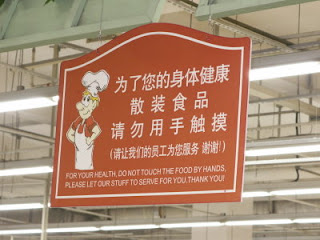 为了您的身体健康
散装食品
请勿用手触摸
(请让我们的员工为您服务 谢谢!)
FOR YOUR HEALTH, DO NOT TOUCH THE FOOD BY HANDS,
PLEASE LET OUR STUFF TO SERVE FOR YOU.THANK YOU!